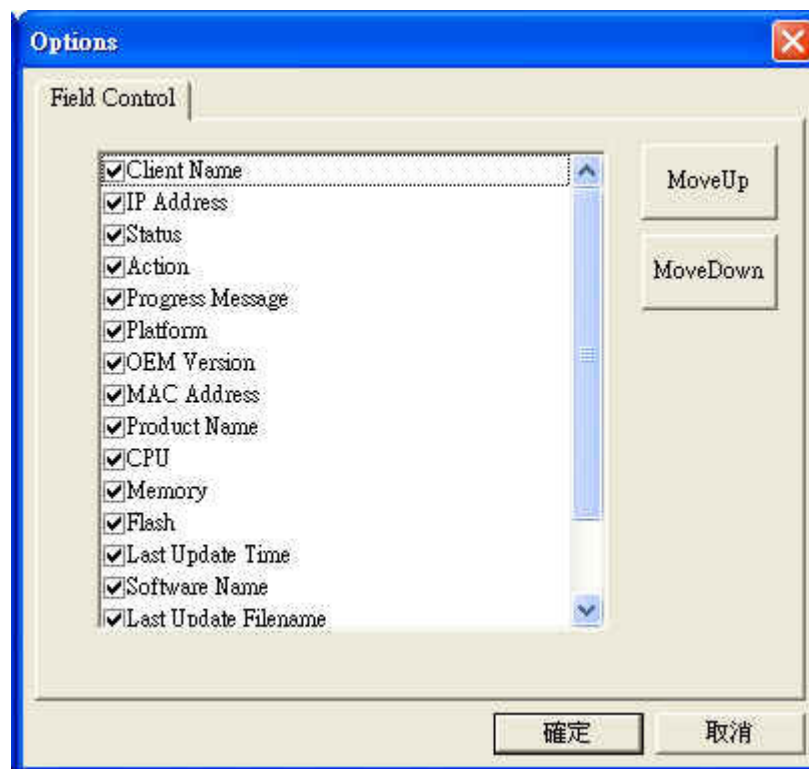 Options
Field Control
Client Name
IP Address
Status
Action
Progress Message
Platform
OEM Version
MAC Address
Product Name
CPU
Memory
Flash
Last Update Time
Software Name
Last Update Filename
MoveUp
MoveDown
確定
取消